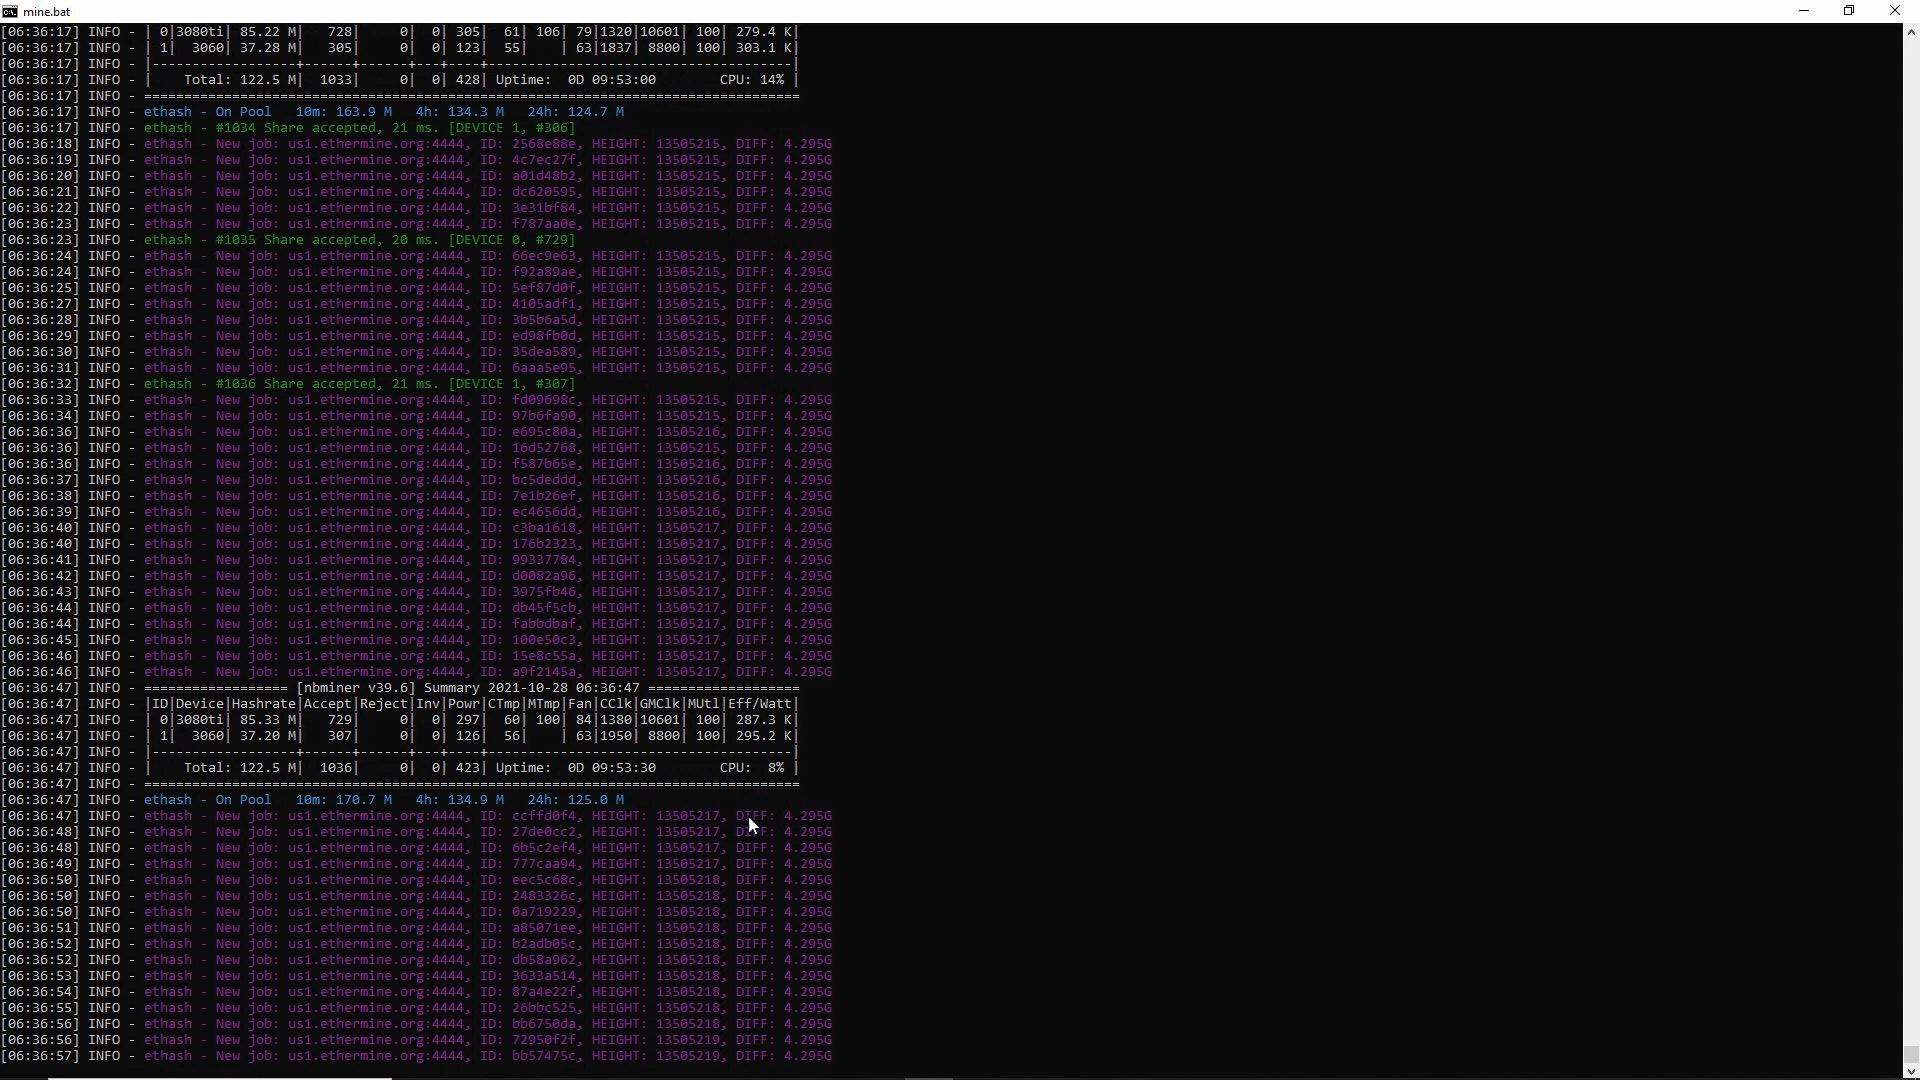 mine.bat
[06:36:17] INFO - | 0|3080ti| 85.22 M|   728|     0|  0| 305|  61| 106| 79|1320|10601| 100| 279.4 K|
[06:36:17] INFO - | 1|  3060| 37.28 M|   305|     0|  0| 123|  55|    | 63|1837| 8800| 100| 303.1 K|
[06:36:17] INFO - |------------------+------+------+---+----+--------------------------------------|
[06:36:17] INFO - |    Total: 122.5 M|  1033|     0|  0| 428| Uptime:  0D 09:53:00        CPU: 14% |
[06:36:17] INFO - ==================================================================================
[06:36:17] INFO - ethash - On Pool   10m: 163.9 M   4h: 134.3 M   24h: 124.7 M
[06:36:17] INFO - ethash - #1034 Share accepted, 21 ms. [DEVICE 1, #306]
[06:36:18] INFO - ethash - New job: us1.ethermine.org:4444, ID: 2568e88e, HEIGHT: 13505215, DIFF: 4.295G
[06:36:19] INFO - ethash - New job: us1.ethermine.org:4444, ID: 4c7ec27f, HEIGHT: 13505215, DIFF: 4.295G
[06:36:20] INFO - ethash - New job: us1.ethermine.org:4444, ID: a01d48b2, HEIGHT: 13505215, DIFF: 4.295G
[06:36:21] INFO - ethash - New job: us1.ethermine.org:4444, ID: dc620595, HEIGHT: 13505215, DIFF: 4.295G
[06:36:22] INFO - ethash - New job: us1.ethermine.org:4444, ID: 3e31bf84, HEIGHT: 13505215, DIFF: 4.295G
[06:36:23] INFO - ethash - New job: us1.ethermine.org:4444, ID: f787aa0e, HEIGHT: 13505215, DIFF: 4.295G
[06:36:23] INFO - ethash - #1035 Share accepted, 20 ms. [DEVICE 0, #729]
[06:36:24] INFO - ethash - New job: us1.ethermine.org:4444, ID: 66ec9e63, HEIGHT: 13505215, DIFF: 4.295G
[06:36:24] INFO - ethash - New job: us1.ethermine.org:4444, ID: f92a89ae, HEIGHT: 13505215, DIFF: 4.295G
[06:36:25] INFO - ethash - New job: us1.ethermine.org:4444, ID: 5ef87d0f, HEIGHT: 13505215, DIFF: 4.295G
[06:36:27] INFO - ethash - New job: us1.ethermine.org:4444, ID: 4105adf1, HEIGHT: 13505215, DIFF: 4.295G
[06:36:28] INFO - ethash - New job: us1.ethermine.org:4444, ID: 3b5b6a5d, HEIGHT: 13505215, DIFF: 4.295G
[06:36:29] INFO - ethash - New job: us1.ethermine.org:4444, ID: ed98fb0d, HEIGHT: 13505215, DIFF: 4.295G
[06:36:30] INFO - ethash - New job: us1.ethermine.org:4444, ID: 35dea589, HEIGHT: 13505215, DIFF: 4.295G
[06:36:31] INFO - ethash - New job: us1.ethermine.org:4444, ID: 6aaa5e95, HEIGHT: 13505215, DIFF: 4.295G
[06:36:32] INFO - ethash - #1036 Share accepted, 21 ms. [DEVICE 1, #307]
[06:36:33] INFO - ethash - New job: us1.ethermine.org:4444, ID: fd09698c, HEIGHT: 13505215, DIFF: 4.295G
[06:36:34] INFO - ethash - New job: us1.ethermine.org:4444, ID: 97b6fa90, HEIGHT: 13505215, DIFF: 4.295G
[06:36:36] INFO - ethash - New job: us1.ethermine.org:4444, ID: e695c80a, HEIGHT: 13505216, DIFF: 4.295G
[06:36:36] INFO - ethash - New job: us1.ethermine.org:4444, ID: 16d52768, HEIGHT: 13505215, DIFF: 4.295G
[06:36:36] INFO - ethash - New job: us1.ethermine.org:4444, ID: f587b65e, HEIGHT: 13505216, DIFF: 4.295G
[06:36:37] INFO - ethash - New job: us1.ethermine.org:4444, ID: bc5deddd, HEIGHT: 13505216, DIFF: 4.295G
[06:36:38] INFO - ethash - New job: us1.ethermine.org:4444, ID: 7e1b26ef, HEIGHT: 13505216, DIFF: 4.295G
[06:36:39] INFO - ethash - New job: us1.ethermine.org:4444, ID: ec4656dd, HEIGHT: 13505216, DIFF: 4.295G
[06:36:40] INFO - ethash - New job: us1.ethermine.org:4444, ID: c3ba1618, HEIGHT: 13505217, DIFF: 4.295G
[06:36:40] INFO - ethash - New job: us1.ethermine.org:4444, ID: 176b2323, HEIGHT: 13505217, DIFF: 4.295G
[06:36:41] INFO - ethash - New job: us1.ethermine.org:4444, ID: 99337784, HEIGHT: 13505217, DIFF: 4.295G
[06:36:42] INFO - ethash - New job: us1.ethermine.org:4444, ID: d0082a96, HEIGHT: 13505217, DIFF: 4.295G
[06:36:43] INFO - ethash - New job: us1.ethermine.org:4444, ID: 3975fb46, HEIGHT: 13505217, DIFF: 4.295G
[06:36:44] INFO - ethash - New job: us1.ethermine.org:4444, ID: db45f5cb, HEIGHT: 13505217, DIFF: 4.295G
[06:36:44] INFO - ethash - New job: us1.ethermine.org:4444, ID: fabbdbaf, HEIGHT: 13505217, DIFF: 4.295G
[06:36:45] INFO - ethash - New job: us1.ethermine.org:4444, ID: 100e50c3, HEIGHT: 13505217, DIFF: 4.295G
[06:36:46] INFO - ethash - New job: us1.ethermine.org:4444, ID: 15e8c55a, HEIGHT: 13505217, DIFF: 4.295G
[06:36:46] INFO - ethash - New job: us1.ethermine.org:4444, ID: a9f2145a, HEIGHT: 13505217, DIFF: 4.295G
[06:36:47] INFO - ================== [nbminer v39.6] Summary 2021-10-28 06:36:47 ===================
[06:36:47] INFO - |ID|Device|Hashrate|Accept|Reject|Inv|Powr|CTmp|MTmp|Fan|CClk|GMClk|MUtl|Eff/Watt|
[06:36:47] INFO - | 0|3080ti| 85.33 M|   729|     0|  0| 297|  60| 100| 84|1380|10601| 100| 287.3 K|
[06:36:47] INFO - | 1|  3060| 37.20 M|   307|     0|  0| 126|  56|    | 63|1950| 8800| 100| 295.2 K|
[06:36:47] INFO - |------------------+------+------+---+----+--------------------------------------|
[06:36:47] INFO - |    Total: 122.5 M|  1036|     0|  0| 423| Uptime:  0D 09:53:30        CPU:  8% |
[06:36:47] INFO - ==================================================================================
[06:36:47] INFO - ethash - On Pool   10m: 170.7 M   4h: 134.9 M   24h: 125.0 M
[06:36:47] INFO - ethash - New job: us1.ethermine.org:4444, ID: ccffd0f4, HEIGHT: 13505217, DIFF: 4.295G
[06:36:48] INFO - ethash - New job: us1.ethermine.org:4444, ID: 27de0cc2, HEIGHT: 13505217, DIFF: 4.295G
[06:36:48] INFO - ethash - New job: us1.ethermine.org:4444, ID: 6b5c2ef4, HEIGHT: 13505217, DIFF: 4.295G
[06:36:49] INFO - ethash - New job: us1.ethermine.org:4444, ID: 777caa94, HEIGHT: 13505217, DIFF: 4.295G
[06:36:50] INFO - ethash - New job: us1.ethermine.org:4444, ID: eec5c68c, HEIGHT: 13505218, DIFF: 4.295G
[06:36:50] INFO - ethash - New job: us1.ethermine.org:4444, ID: 2483326c, HEIGHT: 13505218, DIFF: 4.295G
[06:36:50] INFO - ethash - New job: us1.ethermine.org:4444, ID: 0a719229, HEIGHT: 13505218, DIFF: 4.295G
[06:36:51] INFO - ethash - New job: us1.ethermine.org:4444, ID: a85071ee, HEIGHT: 13505218, DIFF: 4.295G
[06:36:52] INFO - ethash - New job: us1.ethermine.org:4444, ID: b2adb05c, HEIGHT: 13505218, DIFF: 4.295G
[06:36:52] INFO - ethash - New job: us1.ethermine.org:4444, ID: db58a962, HEIGHT: 13505218, DIFF: 4.295G
[06:36:53] INFO - ethash - New job: us1.ethermine.org:4444, ID: 3633a514, HEIGHT: 13505218, DIFF: 4.295G
[06:36:54] INFO - ethash - New job: us1.ethermine.org:4444, ID: 87a4e22f, HEIGHT: 13505218, DIFF: 4.295G
[06:36:55] INFO - ethash - New job: us1.ethermine.org:4444, ID: 26bbc525, HEIGHT: 13505218, DIFF: 4.295G
[06:36:56] INFO - ethash - New job: us1.ethermine.org:4444, ID: bb6750da, HEIGHT: 13505218, DIFF: 4.295G
[06:36:56] INFO - ethash - New job: us1.ethermine.org:4444, ID: 72950f2f, HEIGHT: 13505219, DIFF: 4.295G
[06:36:57] INFO - ethash - New job: us1.ethermine.org:4444, ID: bb57475c, HEIGHT: 13505219, DIFF: 4.295G